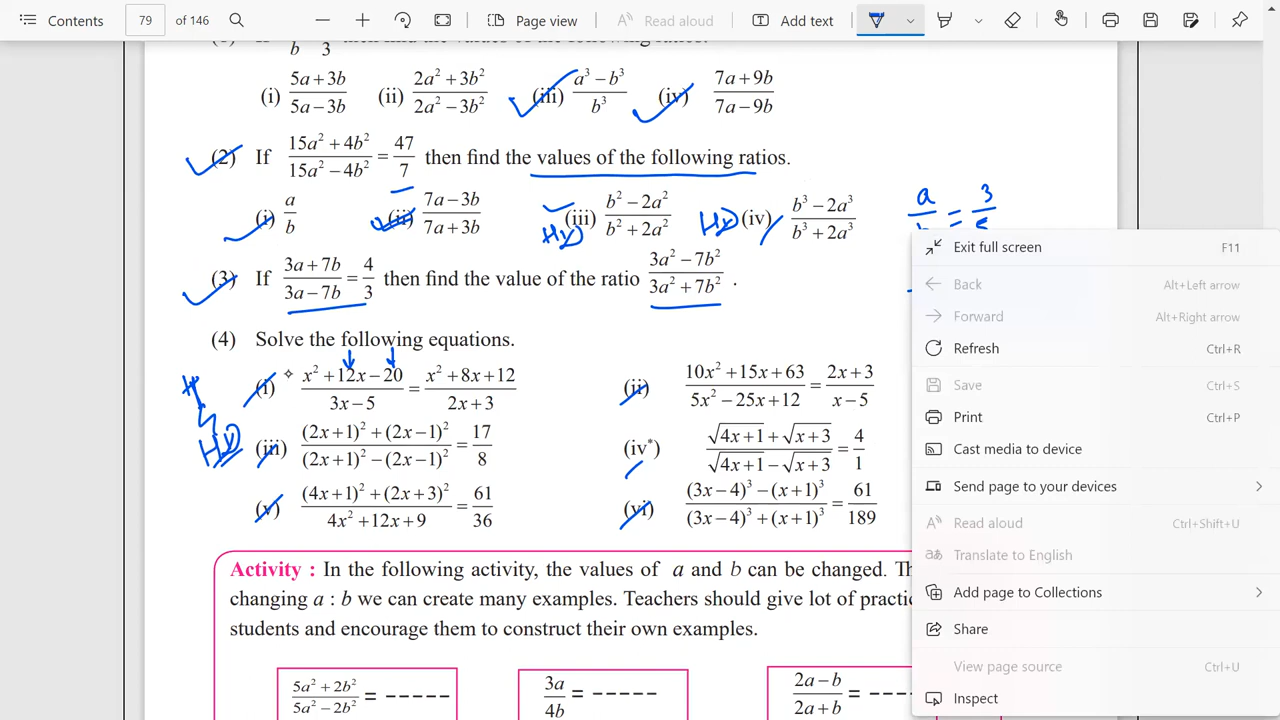 Contents 79 of 146 Page view Read aloud Add text
b 3
(i) 5a + 3b / 5a − 3b (ii) 2a² + 3b² / 2a² − 3b² (iii) a³ − b³ / b³ (iv) 7a + 9b / 7a − 9b
(2) If 15a² + 4b² / 15a² − 4b² = 47 / 7 then find the values of the following ratios.
(i) a / b (ii) 7a − 3b / 7a + 3b (iii) b² − 2a² / b² + 2a² (iv) b³ − 2a³ / b³ + 2a³
a = 3
(3) If 3a + 7b / 3a − 7b = 4 / 3 then find the value of the ratio 3a² − 7b² / 3a² + 7b² .
(4) Solve the following equations.
(i) x² + 12x − 20 / 3x − 5 = x² + 8x + 12 / 2x + 3 (ii) 10x² + 15x + 63 / 5x² − 25x + 12 = 2x + 3 / x − 5
(iii) (2x + 1)² + (2x − 1)² / (2x + 1)² − (2x − 1)² = 17 / 8 (iv*) √4x + 1 + √x + 3 / √4x + 1 − √x + 3 = 4 / 1
(v) (4x + 1)² + (2x + 3)² / 4x² + 12x + 9 = 61 / 36 (vi) (3x − 4)³ − (x + 1)³ / (3x − 4)³ + (x + 1)³ = 61 / 189
Activity : In the following activity, the values of a and b can be changed.
changing a : b we can create many examples. Teachers should give lot of
students and encourage them to construct their own examples.
5a² + 2b² / 5a² − 2b² = ----- 3a / 4b = ----- 2a − b / 2a + b = ----
Exit full screen F11
Back Alt+Left arrow
Forward Alt+Right arrow
Refresh Ctrl+R
Save Ctrl+S
Print Ctrl+P
Cast media to device
Send page to your devices
Read aloud Ctrl+Shift+U
Translate to English
Add page to Collections
Share
View page source Ctrl+U
Inspect